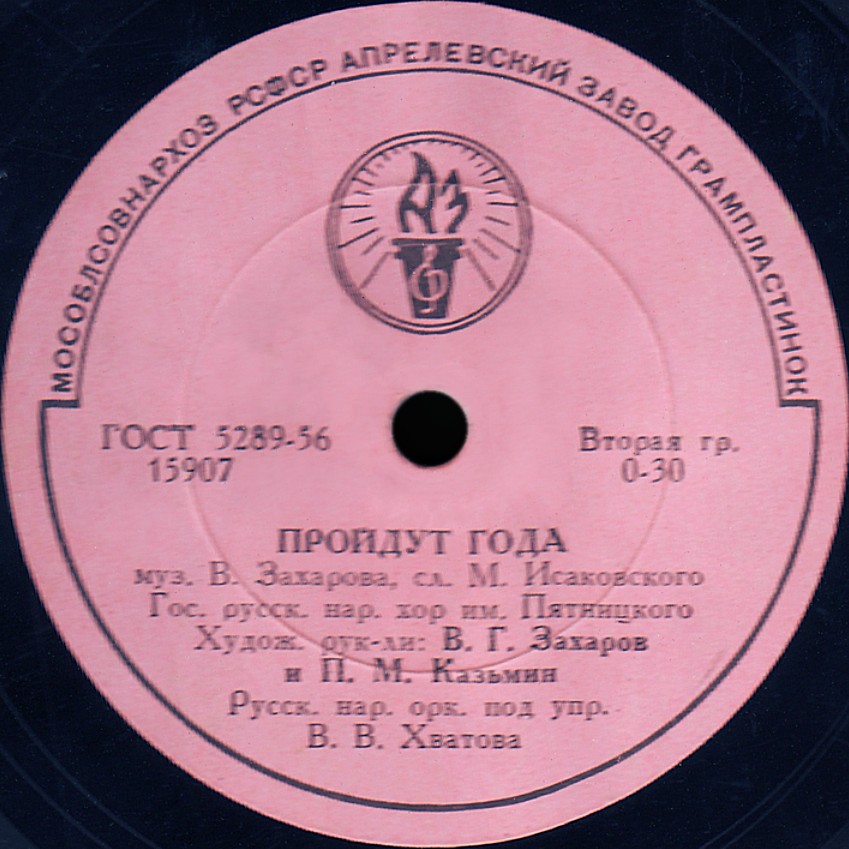 МОСОБЛСОВНАРХОЗ РСФСР АПРЕЛЕВСКИЙ ЗАВОД ГРАМПЛАСТИНОК
АЗ
ГОСТ 5289-56
15907
Вторая гр.
0-30
ПРОЙДУТ ГОДА
муз. В. Захарова, сл. М. Исаковского
Гос. русск. нар. хор им. Пятницкого
Худож. рук-ли: В. Г. Захаров
и П. М. Казьмин
Русск. нар. орк. под упр.
В. В. Хватова